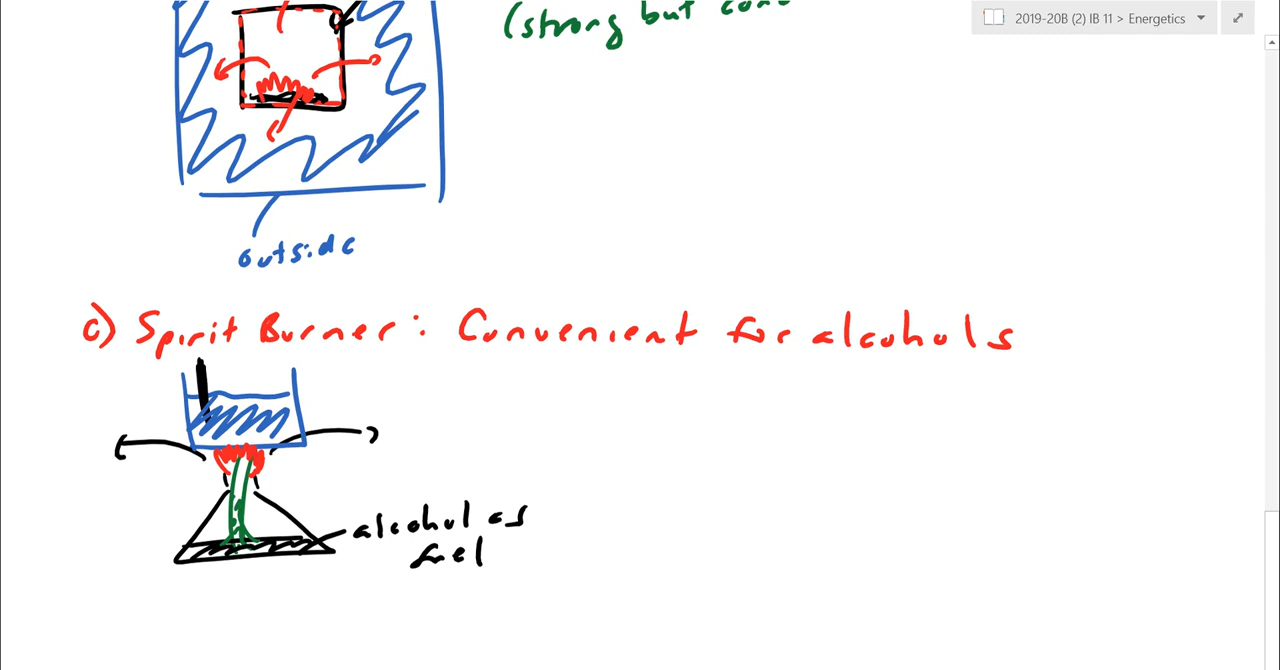 (strong but
2019-20B (2) IB 11 > Energetics
outside
c) Spirit Burner: Convenient for alcohols
alcohol as
fuel